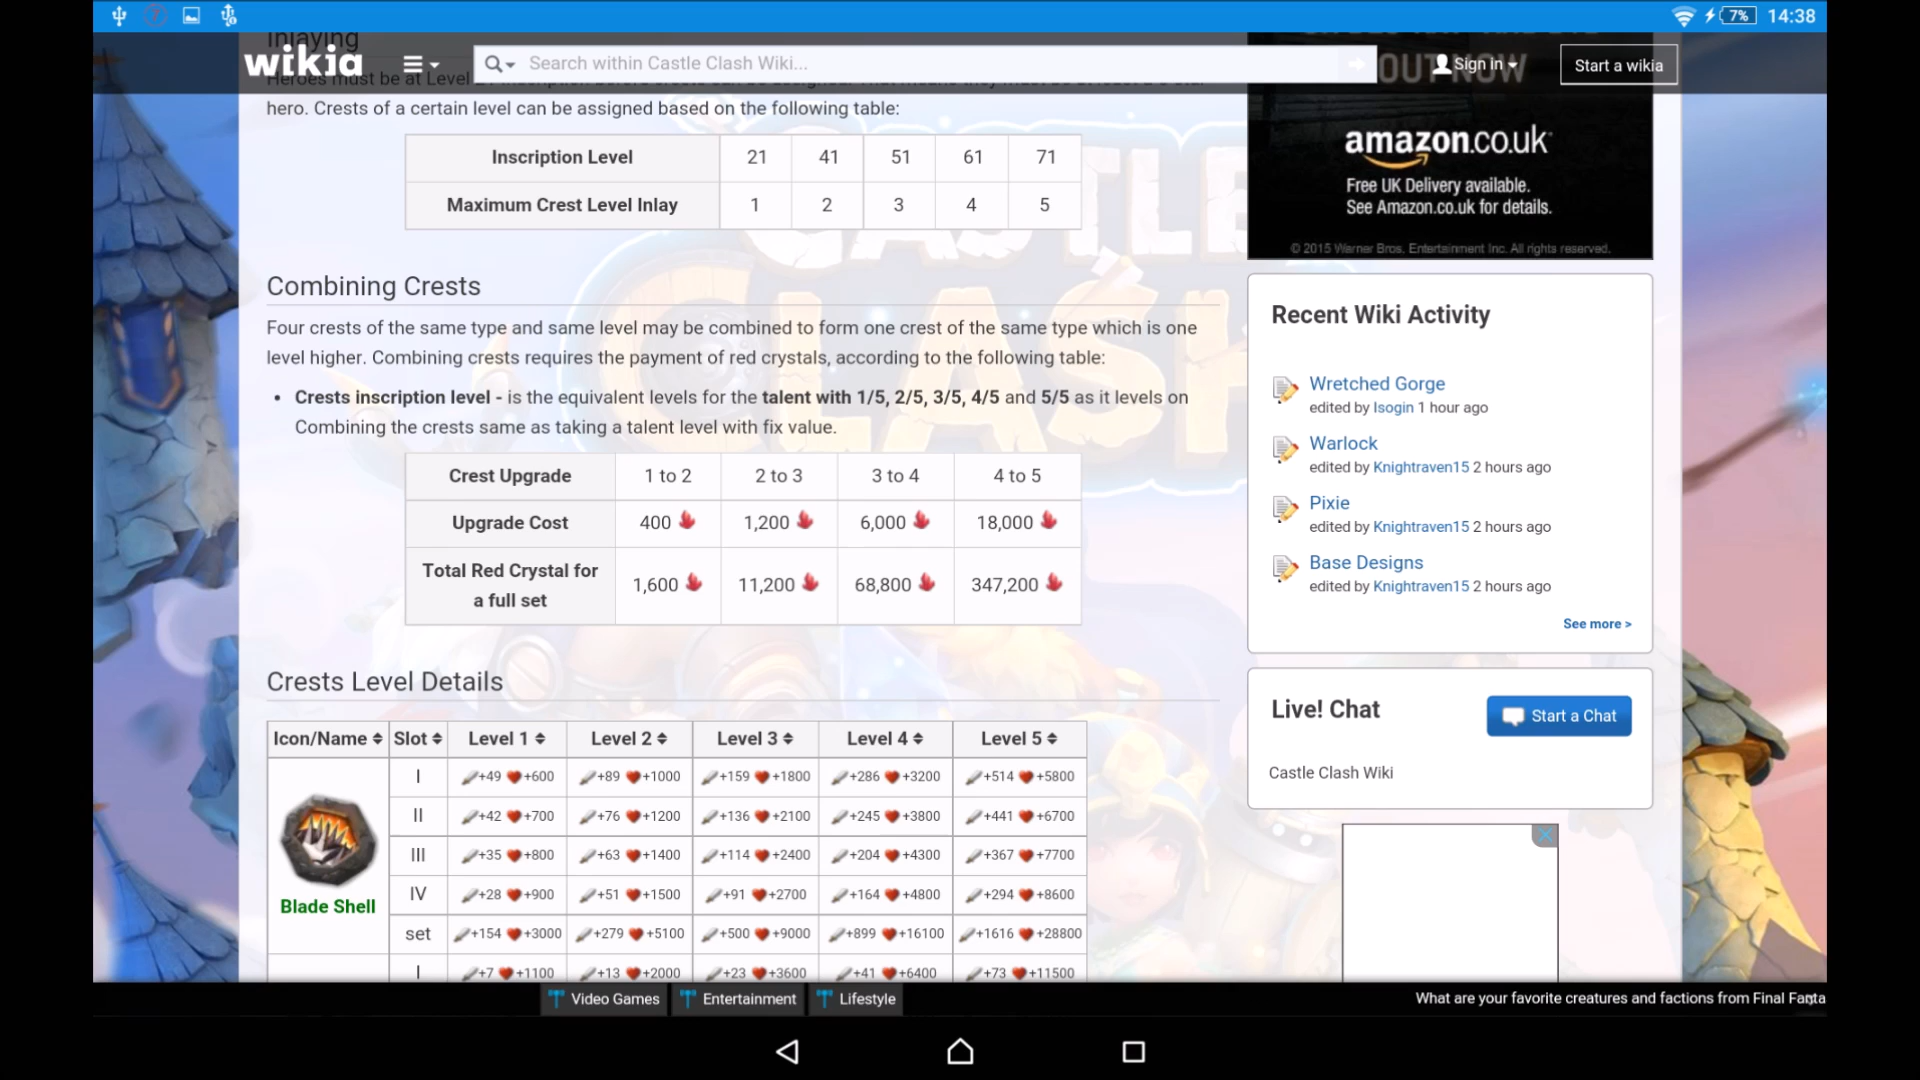 7%
14:38
Inlaying
wikia
Search within Castle Clash Wiki...
Sign in
Start a wikia
Heroes must be at Level
hero. Crests of a certain level can be assigned based on the following table:
Inscription Level 21 41 51 61 71
Maximum Crest Level Inlay 1 2 3 4 5
Combining Crests
Four crests of the same type and same level may be combined to form one crest of the same type which is one
level higher. Combining crests requires the payment of red crystals, according to the following table:
• Crests inscription level - is the equivalent levels for the talent with 1/5, 2/5, 3/5, 4/5 and 5/5 as it levels on
Combining the crests same as taking a talent level with fix value.
Crest Upgrade 1 to 2 2 to 3 3 to 4 4 to 5
Upgrade Cost 400 1,200 6,000 18,000
Total Red Crystal for
a full set 1,600 11,200 68,800 347,200
Crests Level Details
Icon/Name Slot Level 1 Level 2 Level 3 Level 4 Level 5
I +49 +600 +89 +1000 +159 +1800 +286 +3200 +514 +5800
II +42 +700 +76 +1200 +136 +2100 +245 +3800 +441 +6700
III +35 +800 +63 +1400 +114 +2400 +204 +4300 +367 +7700
IV +28 +900 +51 +1500 +91 +2700 +164 +4800 +294 +8600
Blade Shell
set +154 +3000 +279 +5100 +500 +9000 +899 +16100 +1616 +28800
I +7 +1100 +13 +2000 +23 +3600 +41 +6400 +73 +11500
OUT NOW
amazon.co.uk
Free UK Delivery available.
See Amazon.co.uk for details.
© 2015 Warner Bros. Entertainment Inc. All rights reserved.
Recent Wiki Activity
Wretched Gorge
edited by Isogin 1 hour ago
Warlock
edited by Knightraven15 2 hours ago
Pixie
edited by Knightraven15 2 hours ago
Base Designs
edited by Knightraven15 2 hours ago
See more >
Live! Chat
Start a Chat
Castle Clash Wiki
CASTLE
CLASH
Video Games
Entertainment
Lifestyle
What are your favorite creatures and factions from Final Fanta